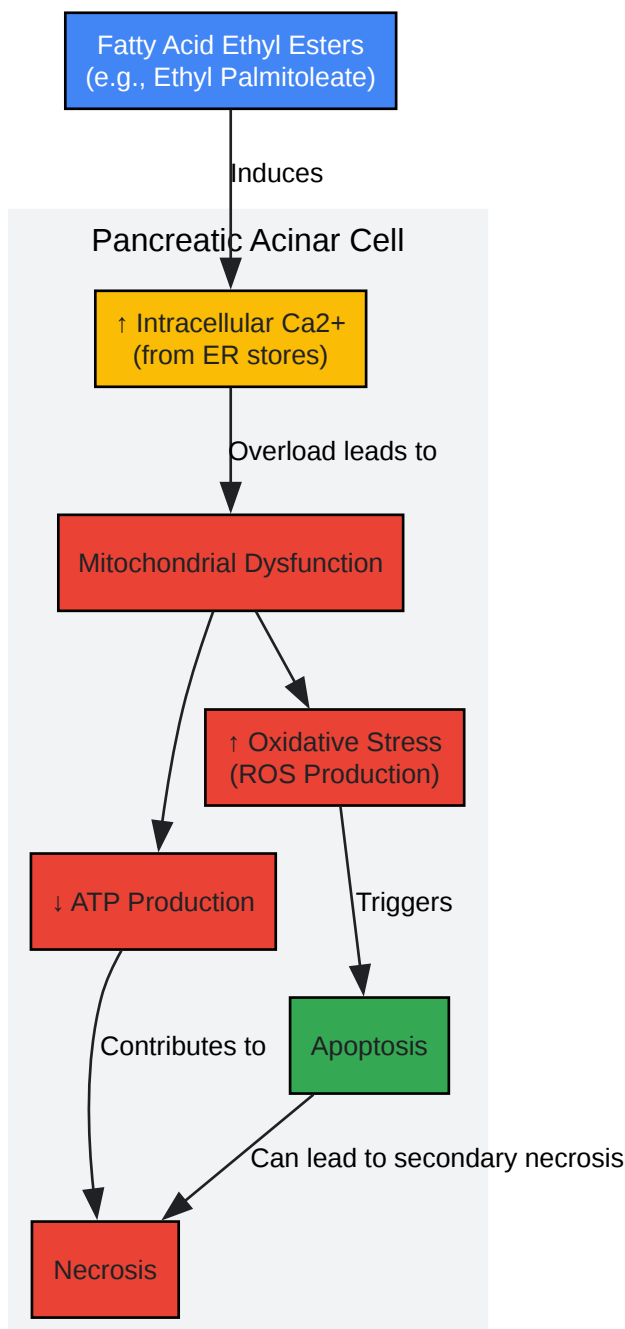 Fatty Acid Ethyl Esters
(e.g., Ethyl Palmitoleate)
Induces
Pancreatic Acinar Cell
↑ Intracellular Ca2+
(from ER stores)
Overload leads to
Mitochondrial Dysfunction
↑ Oxidative Stress
(ROS Production)
↓ ATP Production
Triggers
Contributes to
Apoptosis
Can lead to secondary necrosis
Necrosis